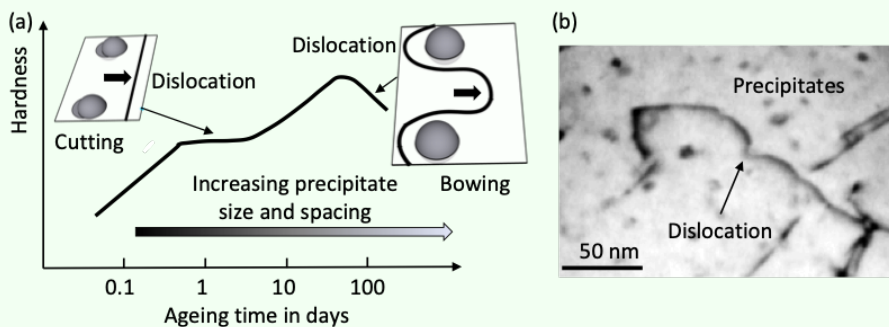 (a)
Hardness
Dislocation
Cutting
Dislocation
Bowing
Increasing precipitate
size and spacing
0.1 1 10 100
Ageing time in days
(b)
Precipitates
Dislocation
50 nm